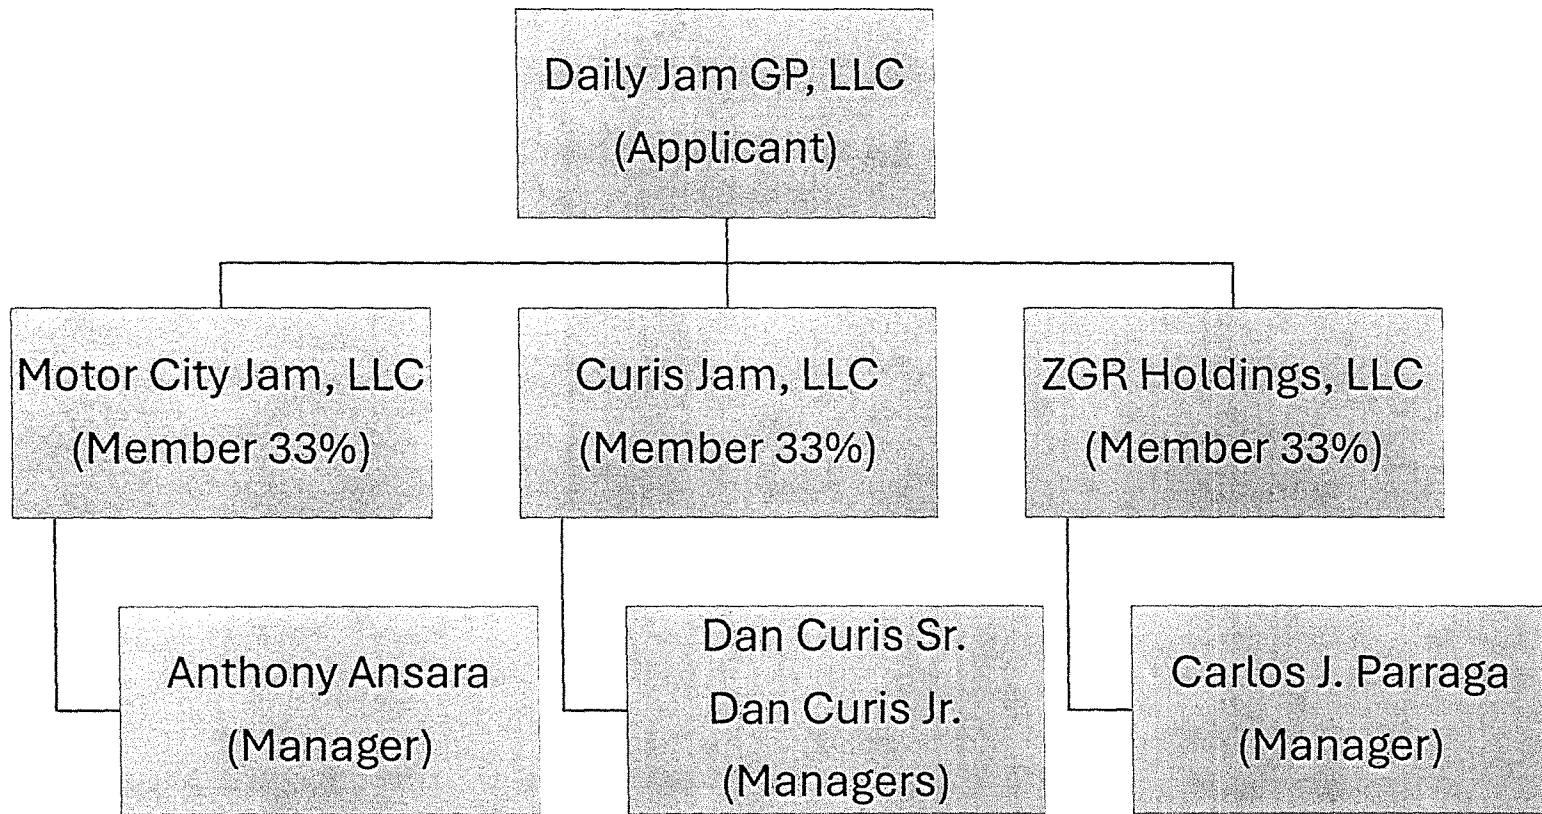 Daily Jam GP, LLC
(Applicant)
Motor City Jam, LLC
(Member 33%)
Curis Jam, LLC
(Member 33%)
ZGR Holdings, LLC
(Member 33%)
Anthony Ansara
(Manager)
Dan Curis Sr.
Dan Curis Jr.
(Managers)
Carlos J. Parraga
(Manager)